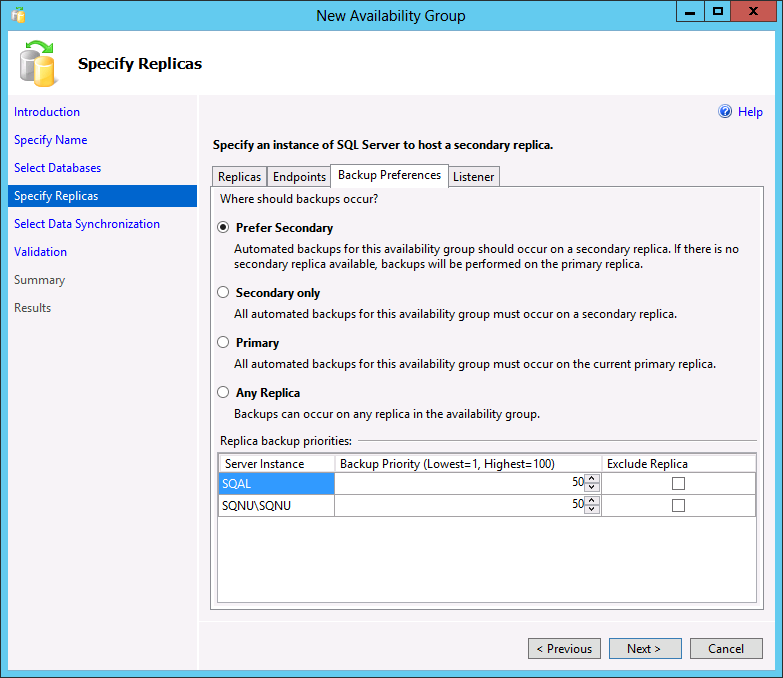 New Availability Group
Specify Replicas
Introduction
Specify Name
Select Databases
Specify Replicas
Select Data Synchronization
Validation
Summary
Results
Help
Specify an instance of SQL Server to host a secondary replica.
Replicas Endpoints Backup Preferences Listener
Where should backups occur?
Prefer Secondary
Automated backups for this availability group should occur on a secondary replica. If there is no
secondary replica available, backups will be performed on the primary replica.
Secondary only
All automated backups for this availability group must occur on a secondary replica.
Primary
All automated backups for this availability group must occur on the current primary replica.
Any Replica
Backups can occur on any replica in the availability group.
Replica backup priorities:
Server Instance Backup Priority (Lowest=1, Highest=100) Exclude Replica
SQAL 50
SQNU\SQNU 50
< Previous Next > Cancel